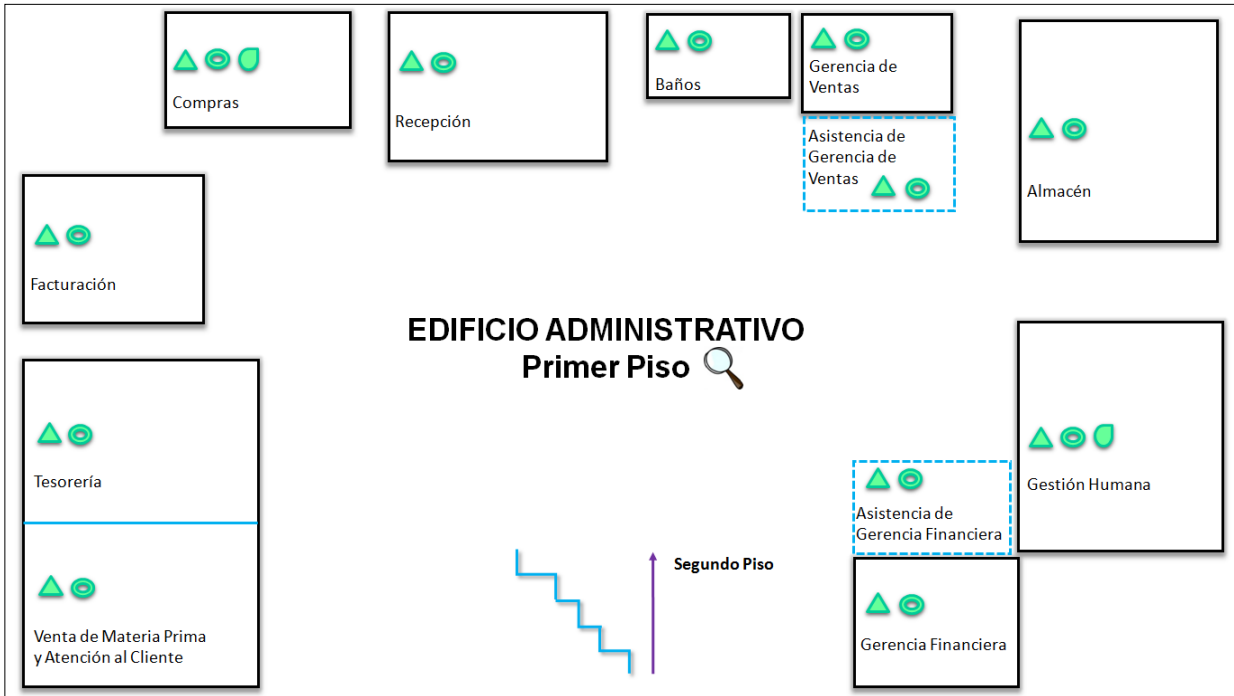 Compras
Recepción
Baños
Gerencia de
Ventas
Asistencia de
Gerencia de
Ventas
Almacén
Facturación
EDIFICIO ADMINISTRATIVO
Primer Piso
Tesorería
Gestión Humana
Asistencia de
Gerencia Financiera
Segundo Piso
Venta de Materia Prima
y Atención al Cliente
Gerencia Financiera